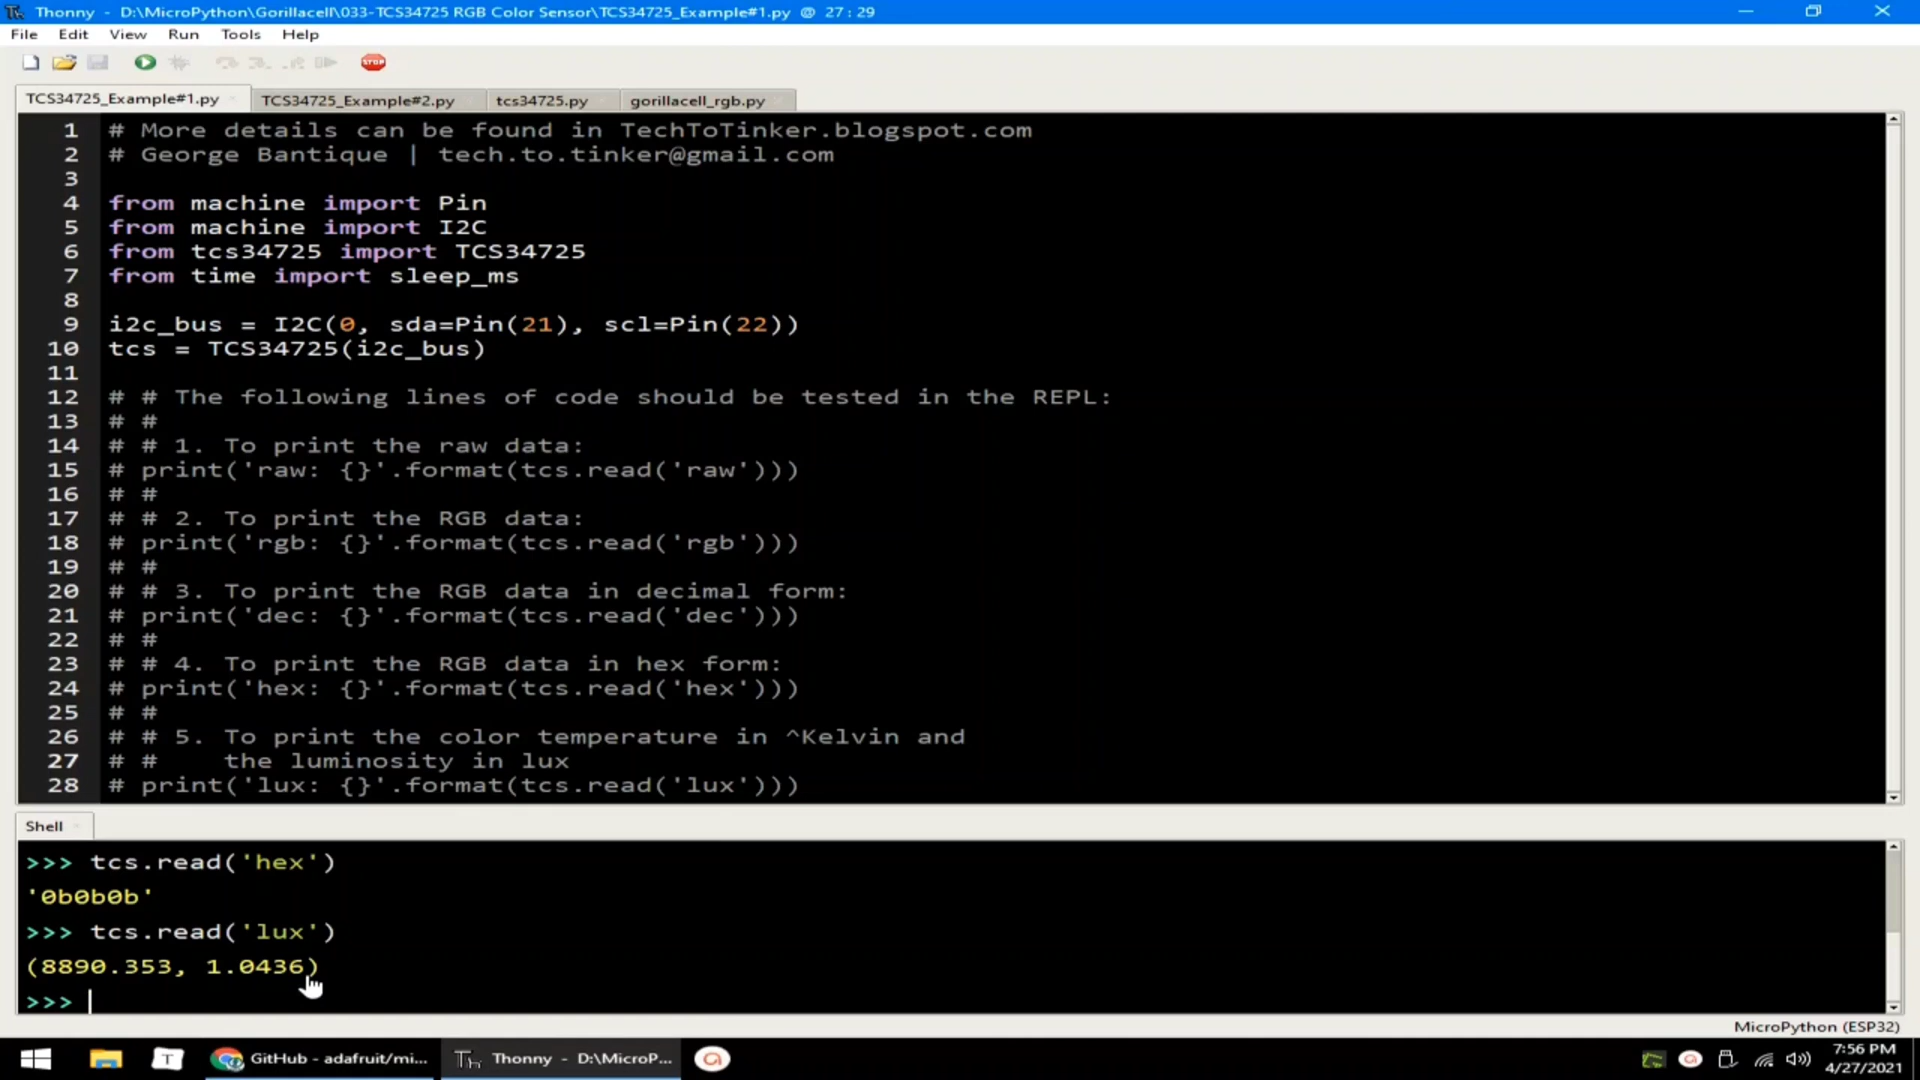 Thonny - D:\MicroPython\Gorillacell\033-TCS34725 RGB Color Sensor\TCS34725_Example#1.py @ 27 : 29
File Edit View Run Tools Help
STOP
TCS34725_Example#1.py TCS34725_Example#2.py tcs34725.py gorillacell_rgb.py
1 # More details can be found in TechToTinker.blogspot.com
2 # George Bantique | tech.to.tinker@gmail.com
3
4 from machine import Pin
5 from machine import I2C
6 from tcs34725 import TCS34725
7 from time import sleep_ms
8
9 i2c_bus = I2C(0, sda=Pin(21), scl=Pin(22))
10 tcs = TCS34725(i2c_bus)
11
12 # # The following lines of code should be tested in the REPL:
13 # #
14 # # 1. To print the raw data:
15 # print('raw: {}'.format(tcs.read('raw')))
16 # #
17 # # 2. To print the RGB data:
18 # print('rgb: {}'.format(tcs.read('rgb')))
19 # #
20 # # 3. To print the RGB data in decimal form:
21 # print('dec: {}'.format(tcs.read('dec')))
22 # #
23 # # 4. To print the RGB data in hex form:
24 # print('hex: {}'.format(tcs.read('hex')))
25 # #
26 # # 5. To print the color temperature in ^Kelvin and
27 # #    the luminosity in lux
28 # print('lux: {}'.format(tcs.read('lux')))
Shell
>>> tcs.read('hex')
'0b0b0b'
>>> tcs.read('lux')
(8890.353, 1.0436)
>>>
MicroPython (ESP32)
T GitHub - adafruit/mi... Thonny - D:\MicroP...
7:56 PM
4/27/2021